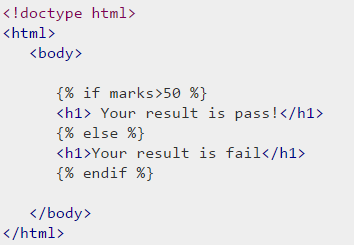 <!doctype html>
<html>
<body>
{% if marks>50 %}
<h1> Your result is pass!</h1>
{% else %}
<h1>Your result is fail</h1>
{% endif %}
</body>
</html>